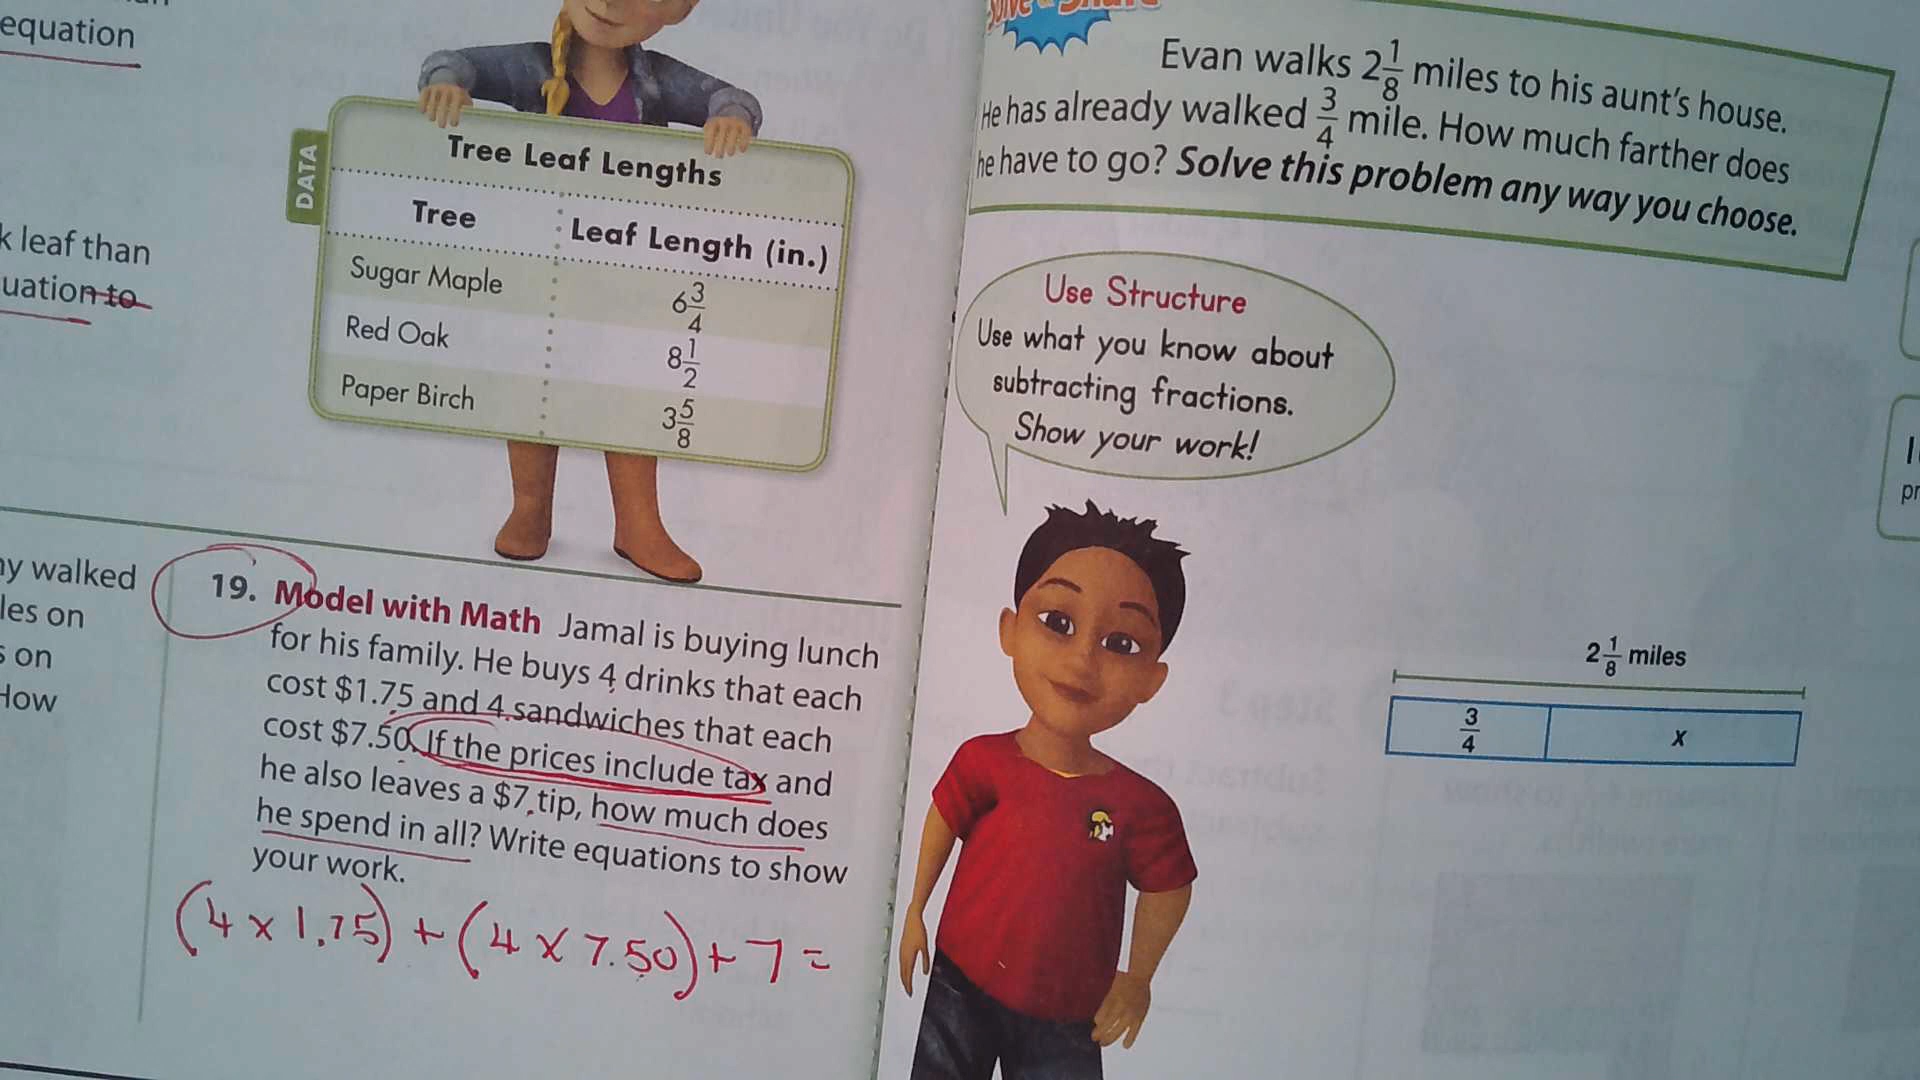 equation
leaf than
uation to
walked
les on
on
How
DATA
Tree Leaf Lengths
Tree Leaf Length (in.)
Sugar Maple 6 3/4
Red Oak 8 1/2
Paper Birch 3 5/8
19. Model with Math Jamal is buying lunch
for his family. He buys 4 drinks that each
cost $1.75 and 4 sandwiches that each
cost $7.50. If the prices include tax and
he also leaves a $7 tip, how much does
he spend in all? Write equations to show
your work.
(4 x 1.75) + (4 x 7.50) + 7 =
Evan walks 2 1/8 miles to his aunt's house.
He has already walked 3/4 mile. How much farther does
he have to go? Solve this problem any way you choose.
Use Structure
Use what you know about
subtracting fractions.
Show your work!
2 1/8 miles
3/4 x